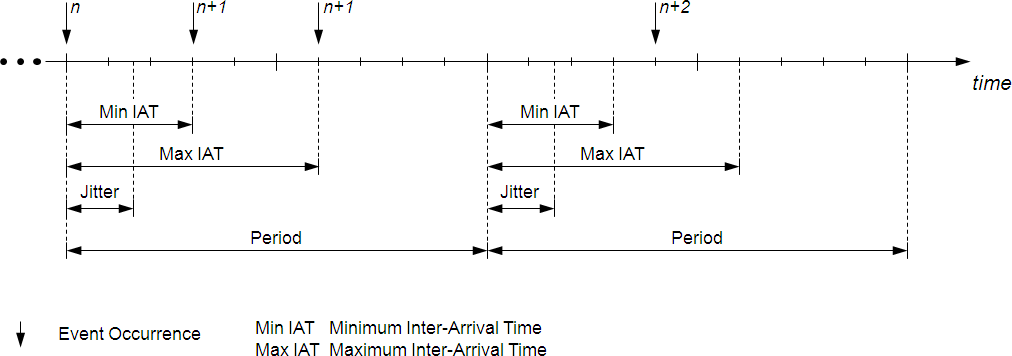 n n+1 n+1 n+2
time
Min IAT Min IAT
Max IAT Max IAT
Jitter Jitter
Period Period
Event Occurrence
Min IAT Minimum Inter-Arrival Time
Max IAT Maximum Inter-Arrival Time